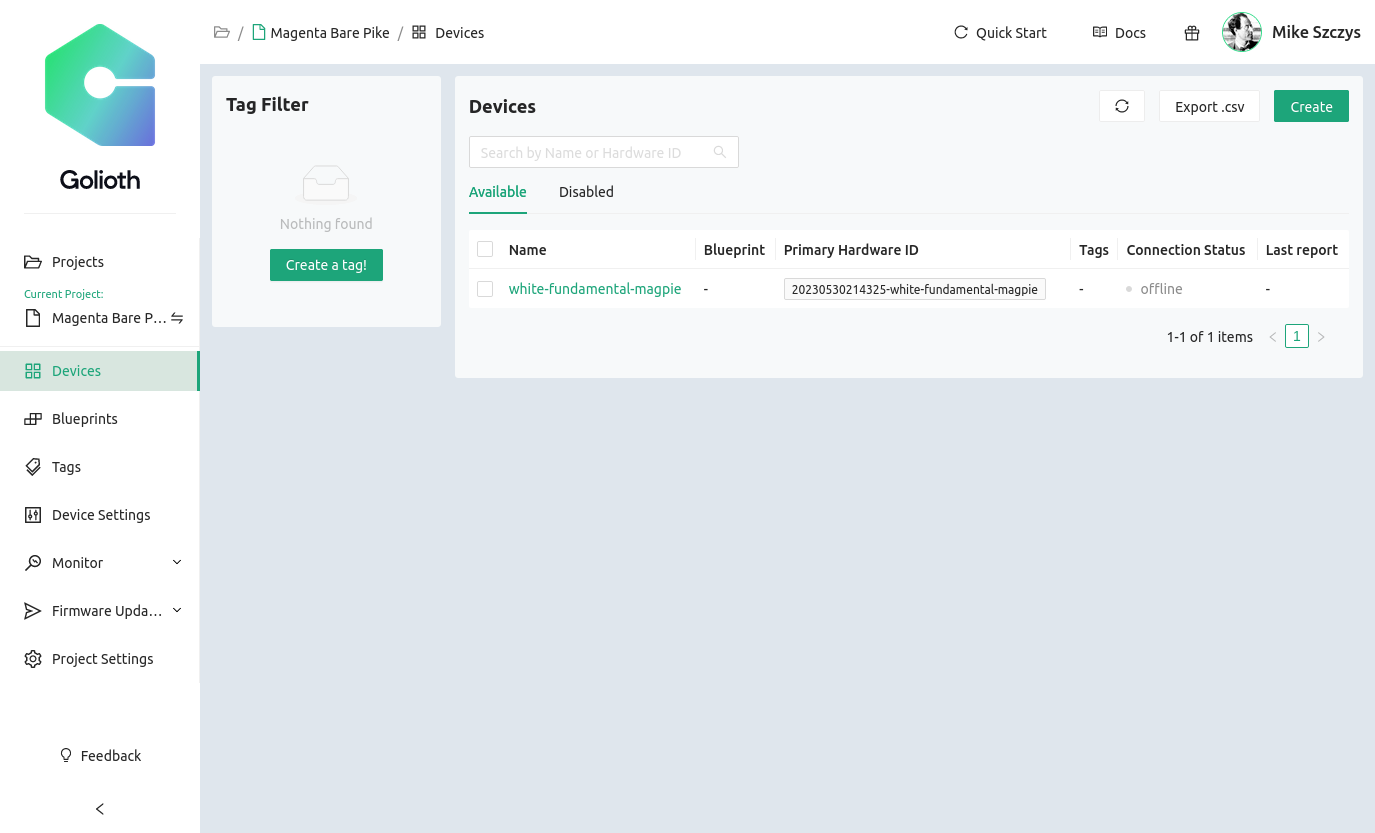 Golioth
Projects
Current Project:
Magenta Bare P...
Devices
Blueprints
Tags
Device Settings
Monitor
Firmware Upda...
Project Settings
Feedback
/ Magenta Bare Pike / Devices
Quick Start
Docs
Mike Szczys
Tag Filter
Nothing found
Create a tag!
Devices
Export .csv
Create
Search by Name or Hardware ID
Available Disabled
Name Blueprint Primary Hardware ID Tags Connection Status Last report
white-fundamental-magpie - 20230530214325-white-fundamental-magpie - offline -
1-1 of 1 items < 1 >